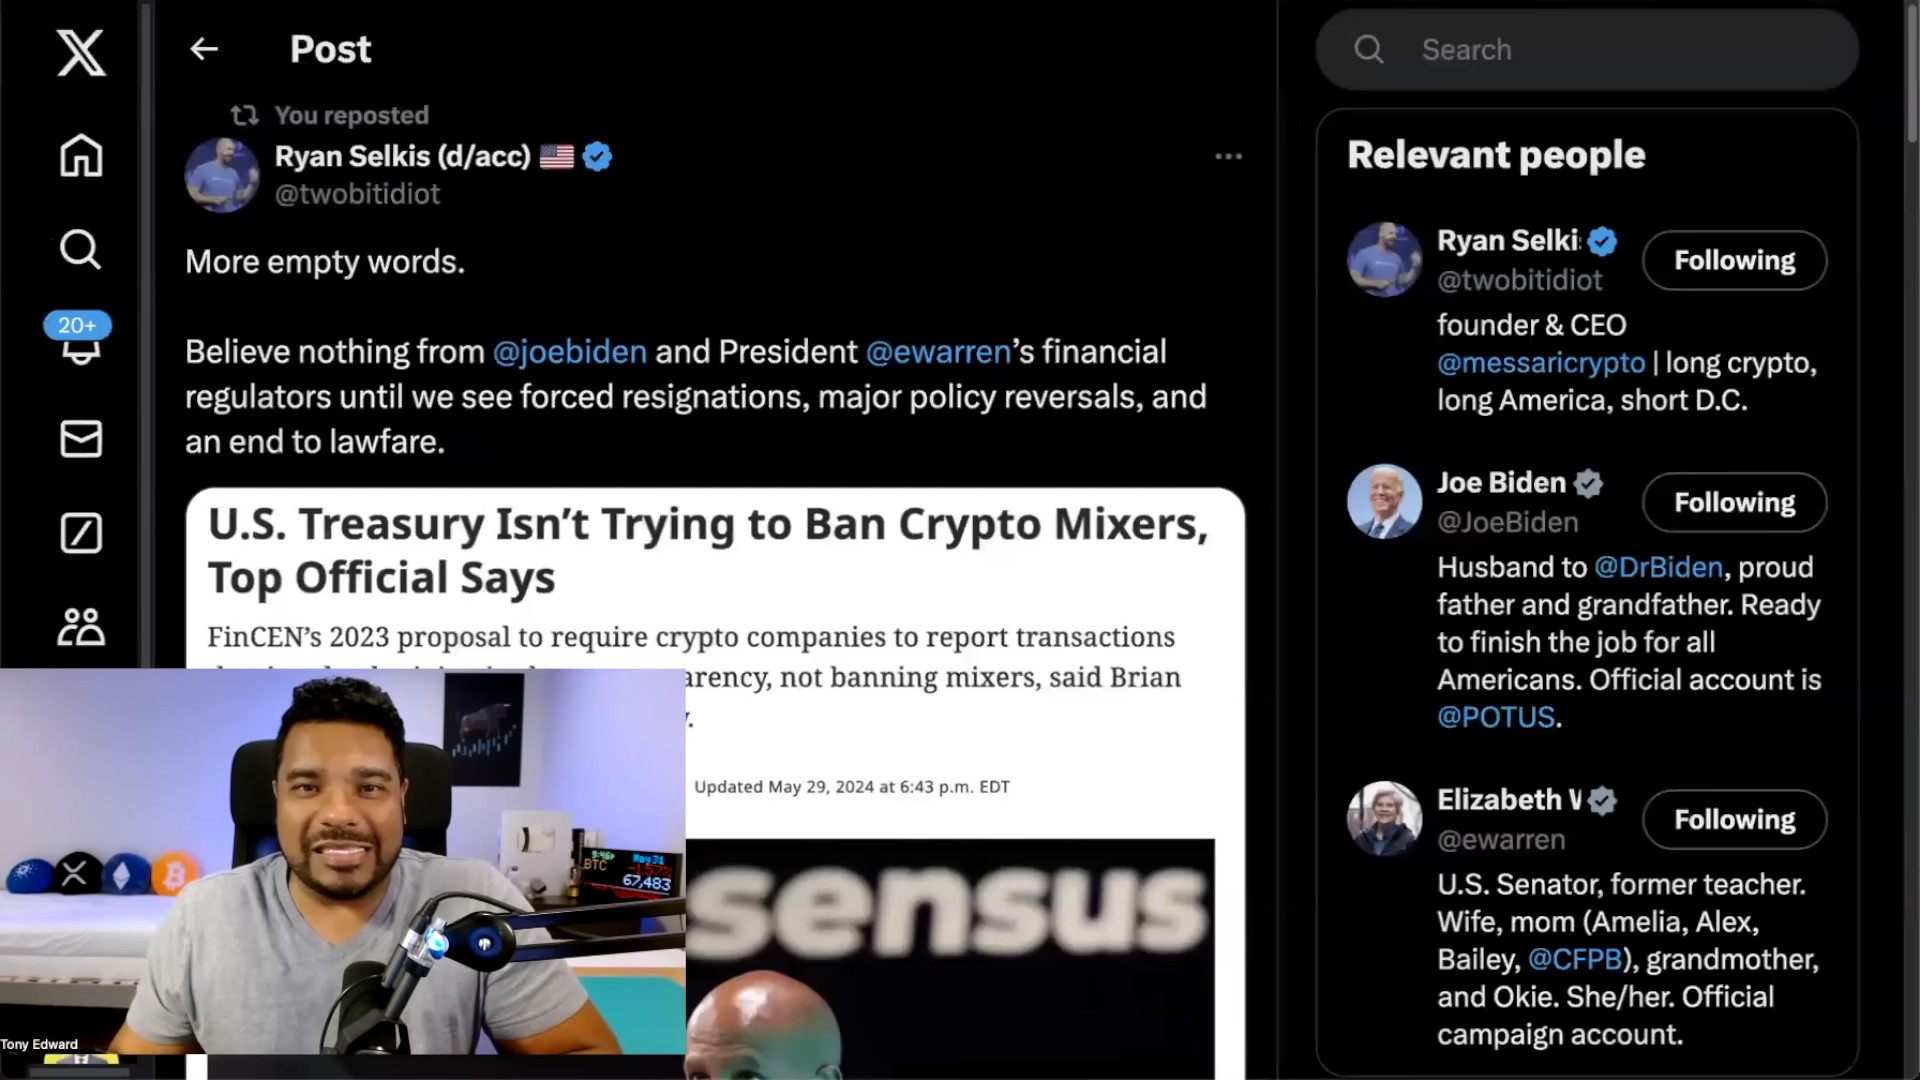 Post
Search
You reposted
Ryan Selkis (d/acc)
@twobitidiot
More empty words.
Believe nothing from @joebiden and President @ewarren's financial
regulators until we see forced resignations, major policy reversals, and
an end to lawfare.
U.S. Treasury Isn't Trying to Ban Crypto Mixers,
Top Official Says
FinCEN's 2023 proposal to require crypto companies to report transactions
not banning mixers, said Brian
Updated May 29, 2024 at 6:43 p.m. EDT
sensus
20+
Relevant people
Ryan Selki
@twobitidiot
Following
founder & CEO
@messaricrypto | long crypto,
long America, short D.C.
Joe Biden
@JoeBiden
Following
Husband to @DrBiden, proud
father and grandfather. Ready
to finish the job for all
Americans. Official account is
@POTUS.
Elizabeth
@ewarren
Following
U.S. Senator, former teacher.
Wife, mom (Amelia, Alex,
Bailey, @CFPB), grandmother,
and Okie. She/her. Official
campaign account.
BTC
May 31
-1.57%
67,483
Tony Edward